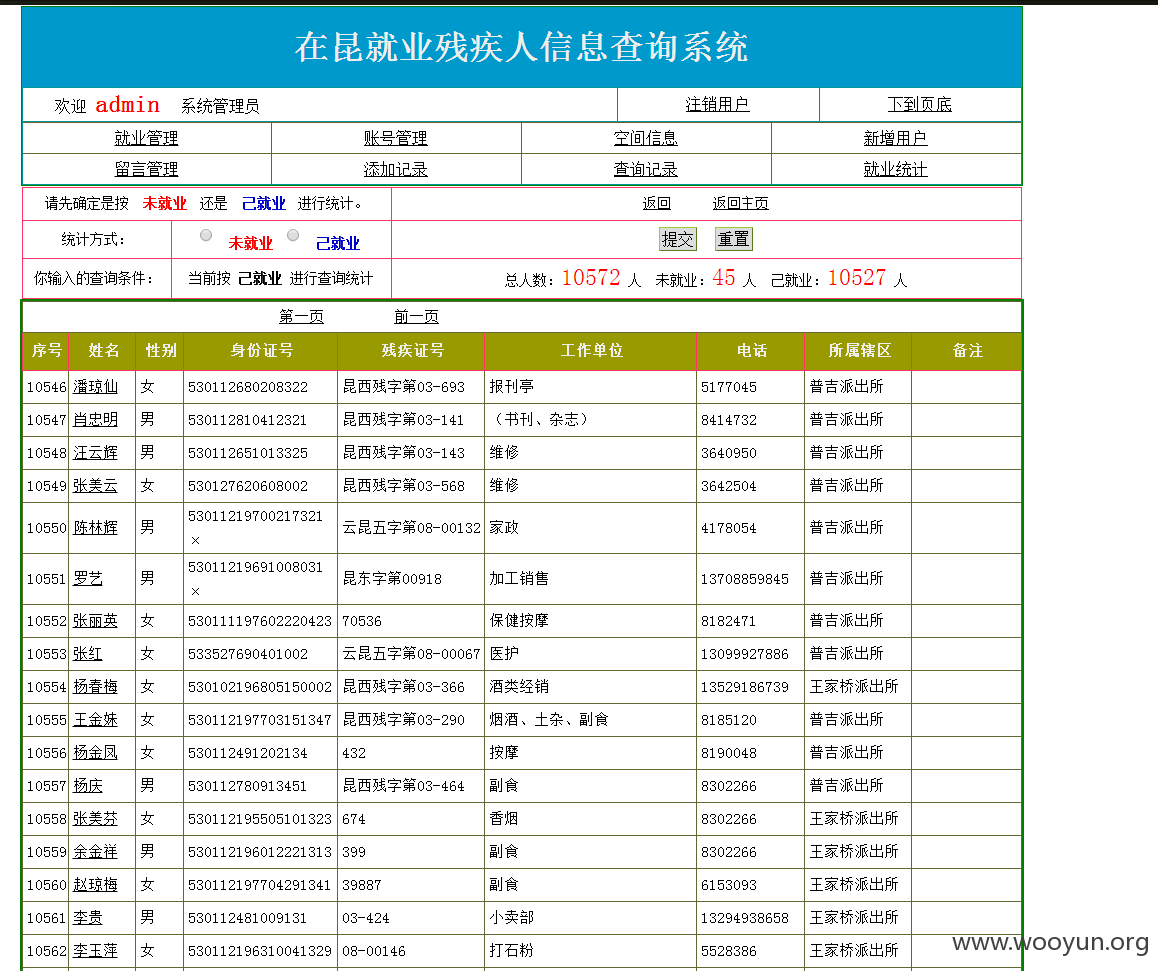 在昆就业残疾人信息查询系统
欢迎 admin 系统管理员 注销用户 下到页底
就业管理 账号管理 空间信息 新增用户
留言管理 添加记录 查询记录 就业统计
请先确定是按 未就业 还是 己就业 进行统计。 返回 返回主页
统计方式: 未就业 己就业 提交 重置
你输入的查询条件: 当前按 己就业 进行查询统计 总人数:10572 人 未就业:45 人 己就业:10527 人
第一页 前一页
序号 姓名 性别 身份证号 残疾证号 工作单位 电话 所属辖区 备注
10546 潘琼仙 女 530112680208322 昆西残字第03-693 报刊亭 5177045 普吉派出所
10547 肖忠明 男 530112810412321 昆西残字第03-141 （书刊、杂志） 8414732 普吉派出所
10548 汪云辉 男 530112651013325 昆西残字第03-143 维修 3640950 普吉派出所
10549 张美云 女 530127620608002 昆西残字第03-568 维修 3642504 普吉派出所
10550 陈林辉 男 53011219700217321× 云昆五字第08-00132 家政 4178054 普吉派出所
10551 罗艺 男 53011219691008031× 昆东字第00918 加工销售 13708859845 普吉派出所
10552 张丽英 女 530111197602220423 70536 保健按摩 8182471 普吉派出所
10553 张红 女 533527690401002 云昆五字第08-00067 医护 13099927886 普吉派出所
10554 杨春梅 女 530102196805150002 昆西残字第03-366 酒类经销 13529186739 王家桥派出所
10555 王金妹 女 530112197703151347 昆西残字第03-290 烟酒、土杂、副食 8185120 普吉派出所
10556 杨金凤 女 530112491202134 432 按摩 8190048 普吉派出所
10557 杨庆 男 530112780913451 昆西残字第03-464 副食 8302266 普吉派出所
10558 张美芬 女 530112195505101323 674 香烟 8302266 王家桥派出所
10559 余金祥 男 530112196012221313 399 副食 8302266 王家桥派出所
10560 赵琼梅 女 530112197704291341 39887 副食 6153093 王家桥派出所
10561 李贵 男 530112481009131 03-424 小卖部 13294938658 王家桥派出所
10562 李玉萍 女 530112196310041329 08-00146 打石粉 5528386 王家桥派出所
www.wooyun.org